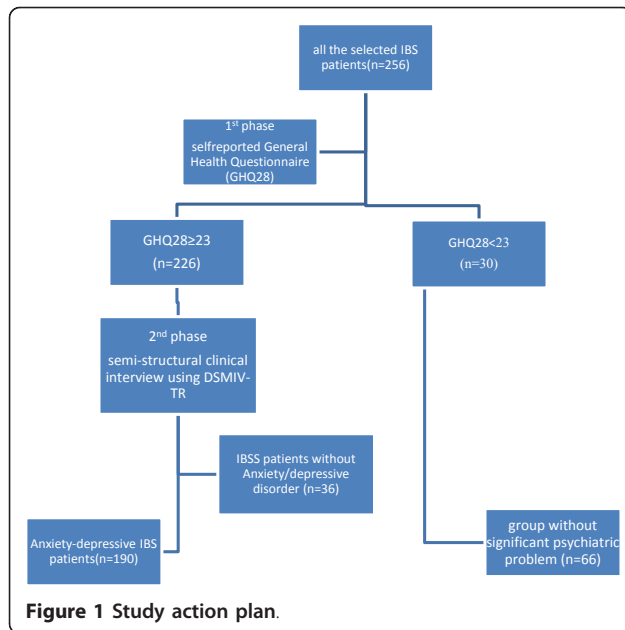 all the selected IBS
patients(n=256)
1st phase
selfreported General
Health Questionnaire
(GHQ28)
GHQ28≥23
(n=226)
GHQ28<23
(n=30)
2nd phase
semi-structural clinical
interview using DSMIV-
TR
IBSS patients without
Anxiety/depressive
disorder (n=36)
Anxiety-depressive IBS
patients(n=190)
group without
significant psychiatric
problem (n=66)
Figure 1 Study action plan.